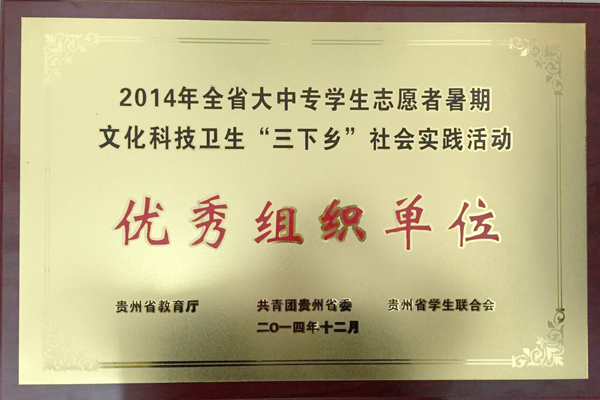 2014年全省大中专学生志愿者暑期
文化科技卫生“三下乡”社会实践活动
优秀组织单位
贵州省教育厅 共青团贵州省委 贵州省学生联合会
二〇一四年十二月